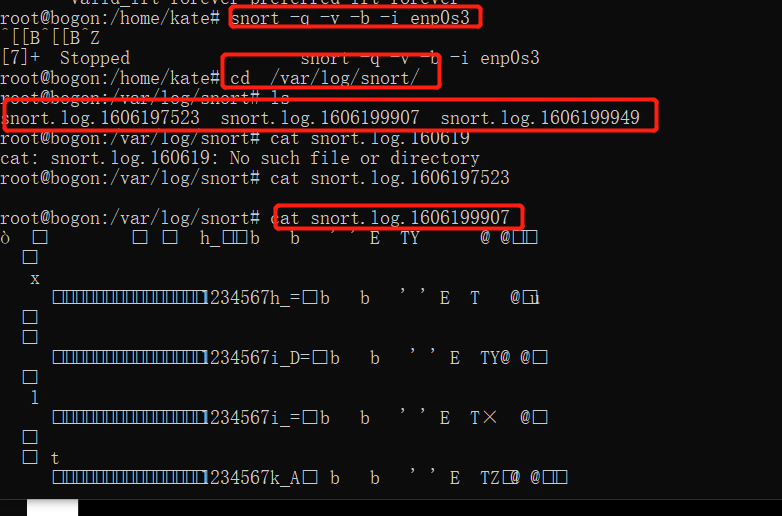 root@bogon:/home/kate# snort -q -v -b -i enp0s3
^[[B^[[B^Z
[7]+  Stopped                 snort -q -v -b -i enp0s3
root@bogon:/home/kate# cd  /var/log/snort/
root@bogon:/var/log/snort# ls
snort.log.1606197523  snort.log.1606199907  snort.log.1606199949
root@bogon:/var/log/snort# cat snort.log.160619
cat: snort.log.160619: No such file or directory
root@bogon:/var/log/snort# cat snort.log.1606197523
root@bogon:/var/log/snort# cat snort.log.1606199907
ò h_ b b ' ' E TY @ @
x
1234567h_= b b ' ' E T @ u
1234567i_D= b b ' ' E TY@ @
l
1234567i_= b b ' ' E T× @
t
1234567k_A b b ' ' E TZ @ @